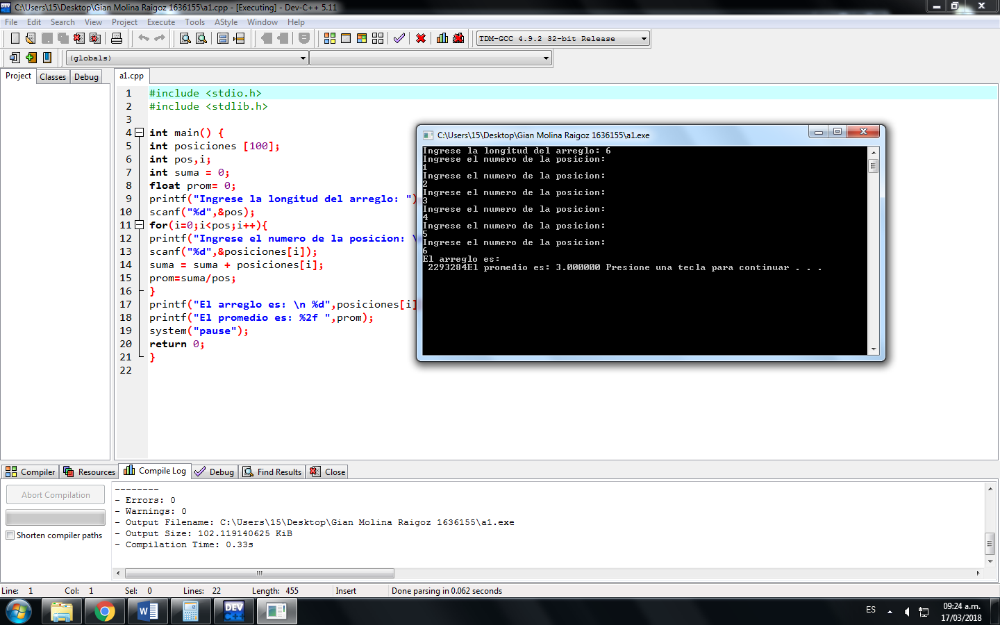 C:\Users\15\Desktop\Gian Molina Raigoz 1636155\a1.cpp - [Executing] - Dev-C++ 5.11
File Edit Search View Project Execute Tools AStyle Window Help
TDM-GCC 4.9.2 32-bit Release
(globals)
Project Classes Debug
a1.cpp
1 #include <stdio.h>
2 #include <stdlib.h>
3
4 int main() {
5 int posiciones [100];
6 int pos,i;
7 int suma = 0;
8 float prom= 0;
9 printf("Ingrese la longitud del arreglo: ")
10 scanf("%d",&pos);
11 for(i=0;i<pos;i++){
12 printf("Ingrese el numero de la posicion: \
13 scanf("%d",&posiciones[i]);
14 suma = suma + posiciones[i];
15 prom=suma/pos;
16 }
17 printf("El arreglo es: \n %d",posiciones[i]
18 printf("El promedio es: %2f ",prom);
19 system("pause");
20 return 0;
21 }
22
C:\Users\15\Desktop\Gian Molina Raigoz 1636155\a1.exe
Ingrese la longitud del arreglo: 6
Ingrese el numero de la posicion:
1
Ingrese el numero de la posicion:
2
Ingrese el numero de la posicion:
3
Ingrese el numero de la posicion:
4
Ingrese el numero de la posicion:
5
Ingrese el numero de la posicion:
6
El arreglo es:
2293284El promedio es: 3.000000 Presione una tecla para continuar . . .
Compiler Resources Compile Log Debug Find Results Close
Abort Compilation
Shorten compiler paths
--------
- Errors: 0
- Warnings: 0
- Output Filename: C:\Users\15\Desktop\Gian Molina Raigoz 1636155\a1.exe
- Output Size: 102.119140625 KiB
- Compilation Time: 0.33s
Line: 1 Col: 1 Sel: 0 Lines: 22 Length: 455 Insert Done parsing in 0.062 seconds
DEV C++
ES
09:24 a.m.
17/03/2018